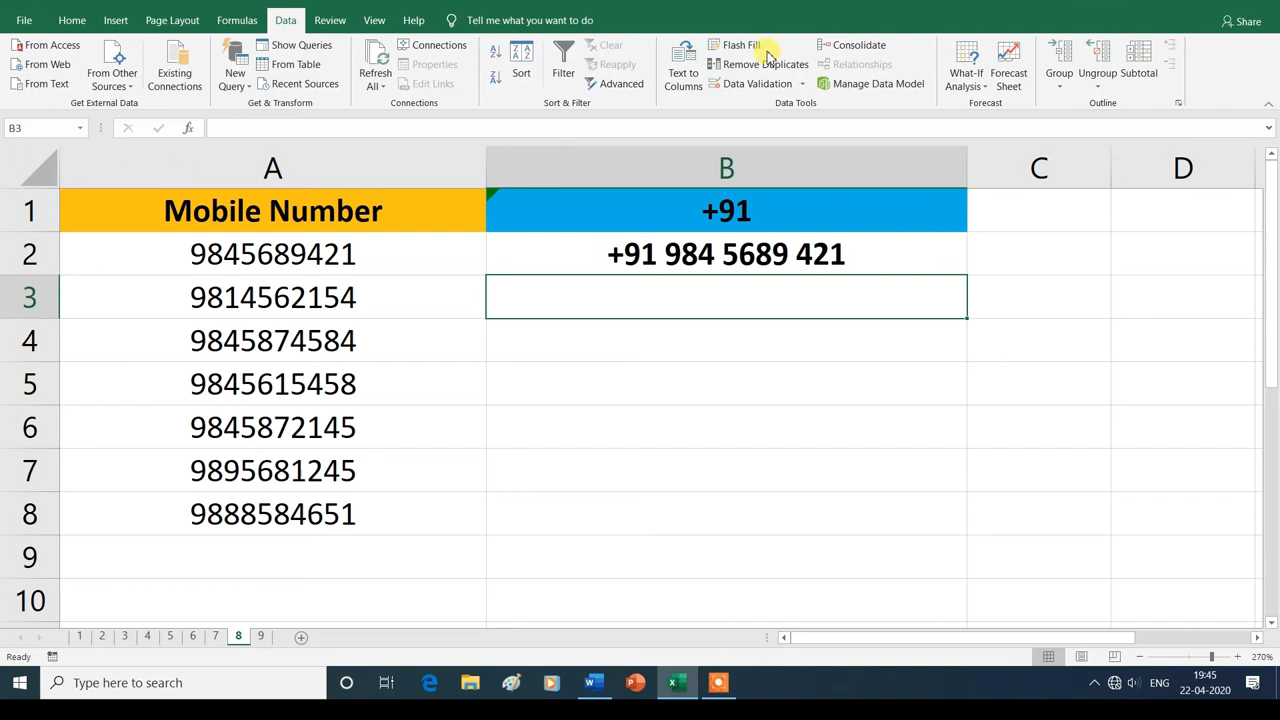 File Home Insert Page Layout Formulas Data Review View Help Tell me what you want to do Share
From Access
From Web
From Text
Get External Data
From Other Sources
Existing Connections
New Query
Show Queries
From Table
Recent Sources
Get & Transform
Refresh All
Connections
Properties
Edit Links
Connections
Sort
Filter
Clear
Reapply
Advanced
Sort & Filter
Text to Columns
Flash Fill
Remove Duplicates
Data Validation
Consolidate
Relationships
Manage Data Model
Data Tools
What-If Analysis
Forecast Sheet
Forecast
Group
Ungroup
Subtotal
Outline
B3 fx
A B C D
1 Mobile Number +91
2 9845689421 +91 984 5689 421
3 9814562154
4 9845874584
5 9845615458
6 9845872145
7 9895681245
8 9888584651
9
10
1 2 3 4 5 6 7 8 9
Ready 270%
Type here to search ENG 19:45
22-04-2020